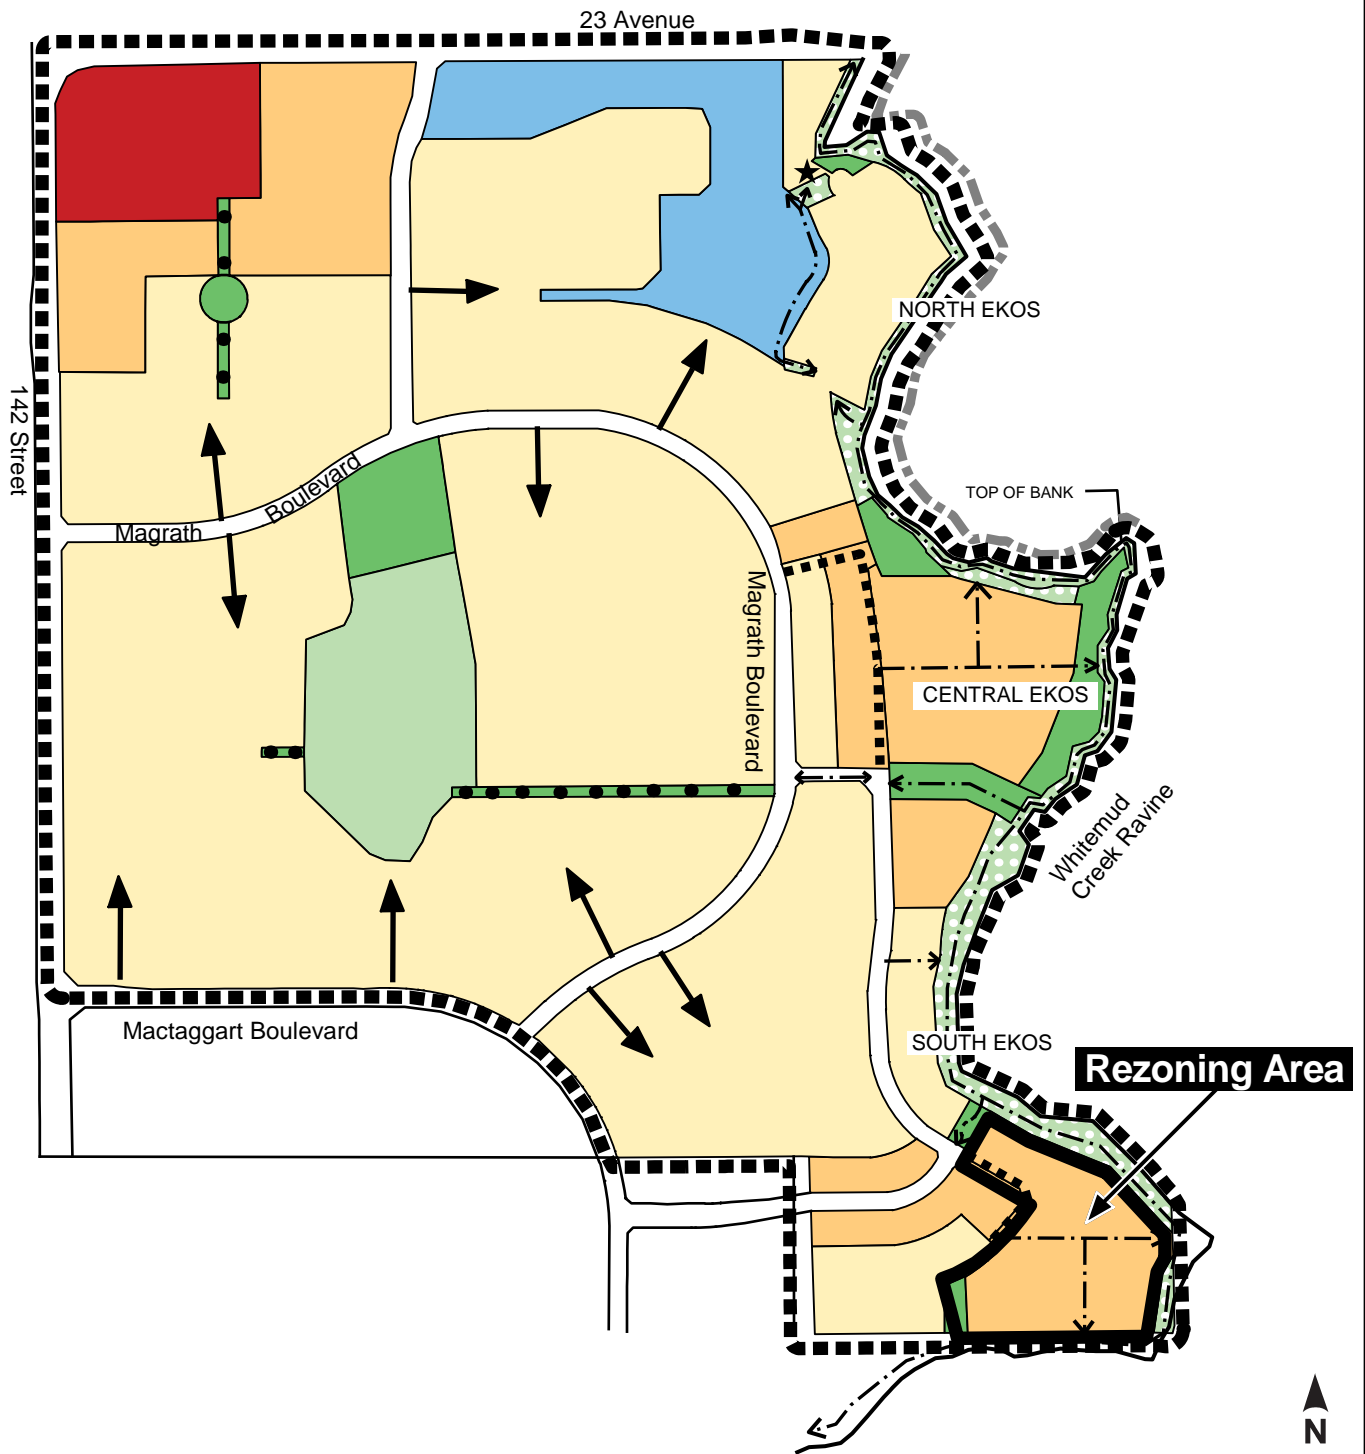 23 Avenue
NORTH EKOS
142 Street
Boulevard
TOP OF BANK
Magrath
Magrath Boulevard
CENTRAL EKOS
Whitemud
Creek Ravine
Mactaggart Boulevard
SOUTH EKOS
Rezoning Area
N